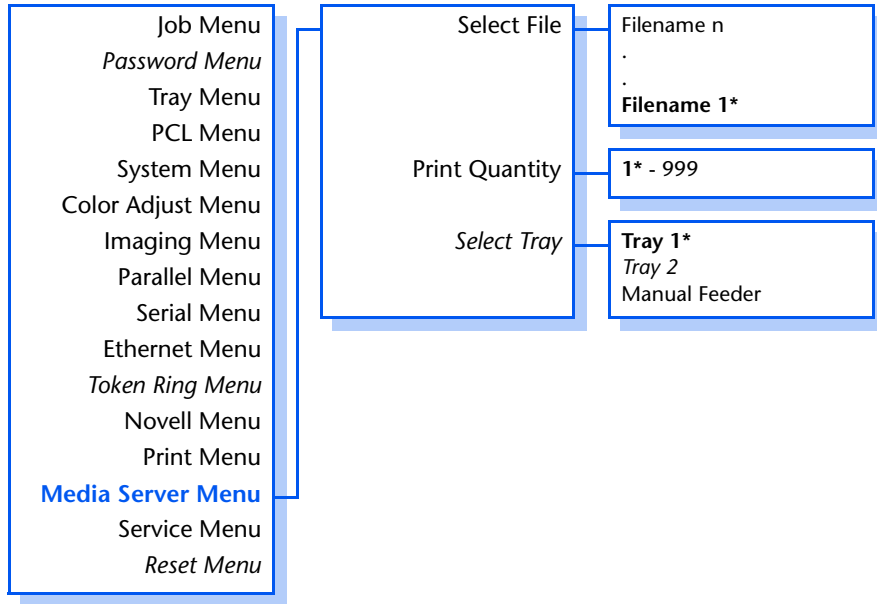 Job Menu
Password Menu
Tray Menu
PCL Menu
System Menu
Color Adjust Menu
Imaging Menu
Parallel Menu
Serial Menu
Ethernet Menu
Token Ring Menu
Novell Menu
Print Menu
Media Server Menu
Service Menu
Reset Menu
Select File
Print Quantity
Select Tray
Filename n
.
.
Filename 1*
1* - 999
Tray 1*
Tray 2
Manual Feeder